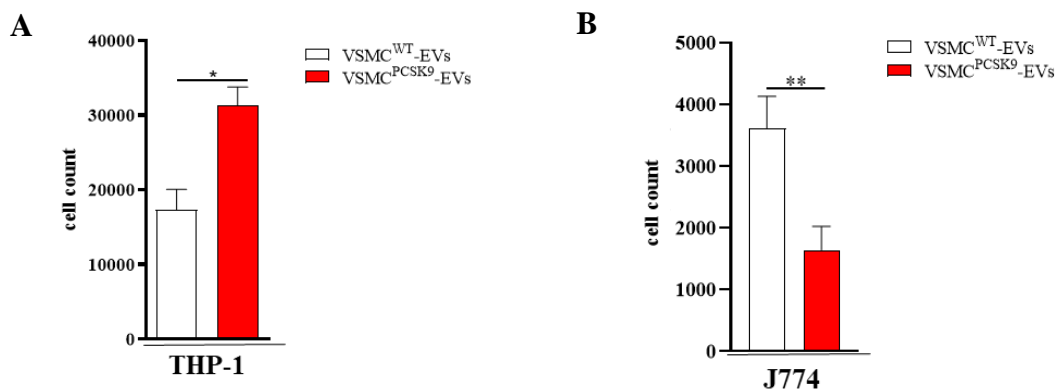 A
cell count
40000
30000
20000
10000
0
*
VSMC^WT-EVs
VSMC^PCSK9-EVs
THP-1
B
cell count
5000
4000
3000
2000
1000
0
**
VSMC^WT-EVs
VSMC^PCSK9-EVs
J774